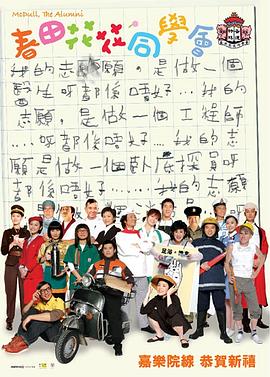 McDull, The Alumni
春田花花同學會
我的志願，是做一個
醫生呀都係唔好....我的
志願，是做一個工程師
....呀都係唔好....我的志
願是做一個臥底探員呀
都係唔好....我的志願
嘉樂院線 恭賀新禧